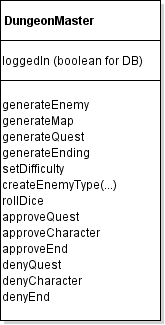 DungeonMaster
loggedIn (boolean for DB)
generateEnemy
generateMap
generateQuest
generateEnding
setDifficulty
createEnemyType(...)
rollDice
approveQuest
approveCharacter
approveEnd
denyQuest
denyCharacter
denyEnd